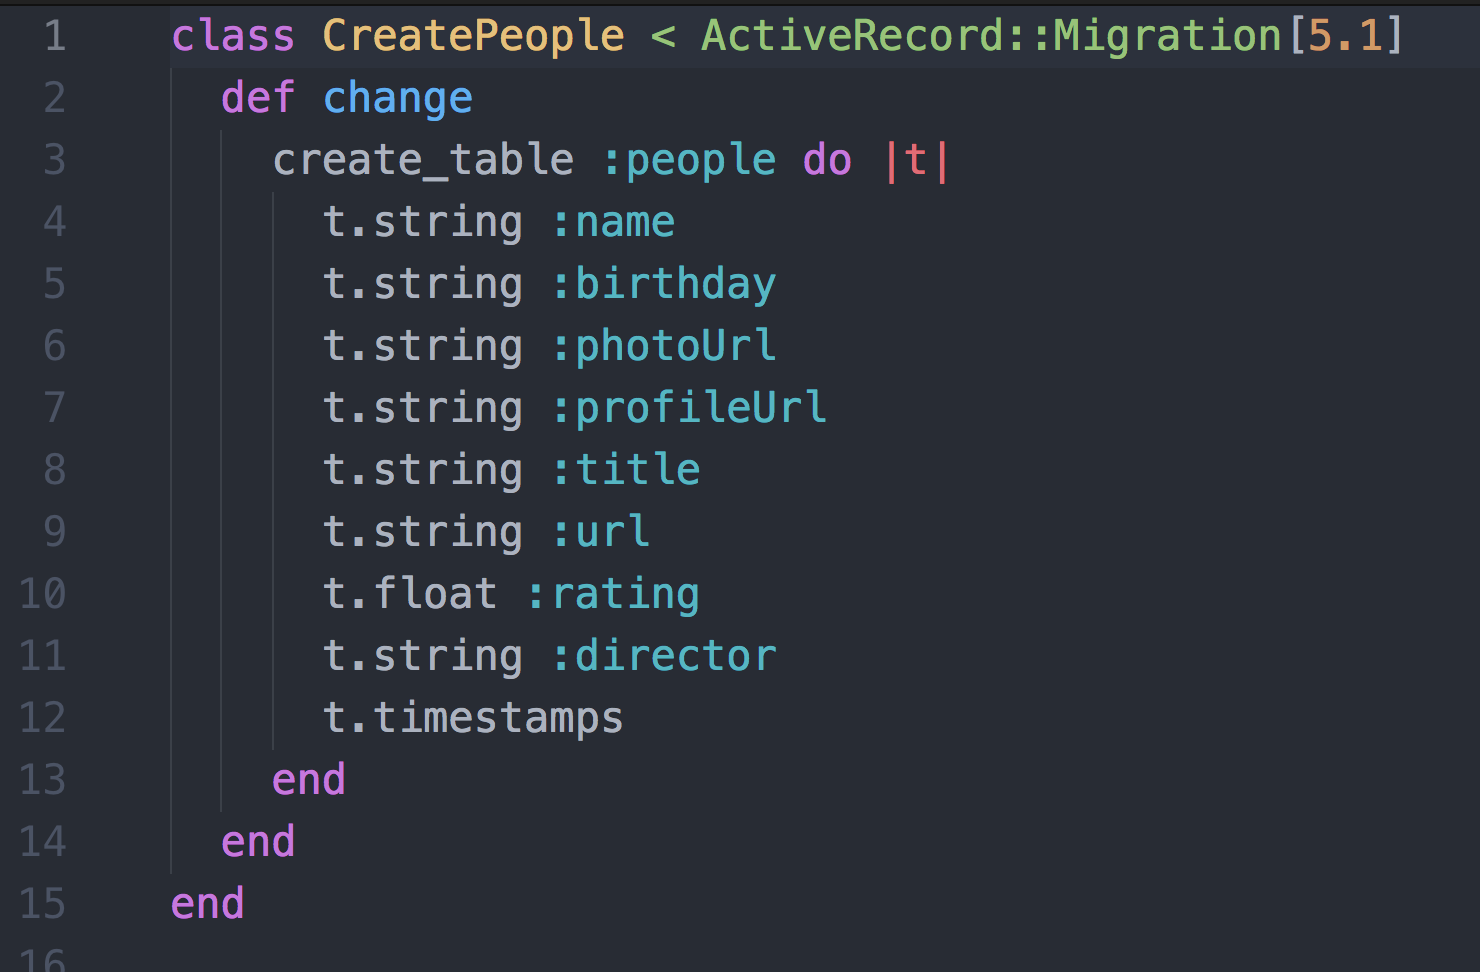 1 class CreatePeople < ActiveRecord::Migration[5.1]
2 def change
3 create_table :people do |t|
4 t.string :name
5 t.string :birthday
6 t.string :photoUrl
7 t.string :profileUrl
8 t.string :title
9 t.string :url
10 t.float :rating
11 t.string :director
12 t.timestamps
13 end
14 end
15 end
16